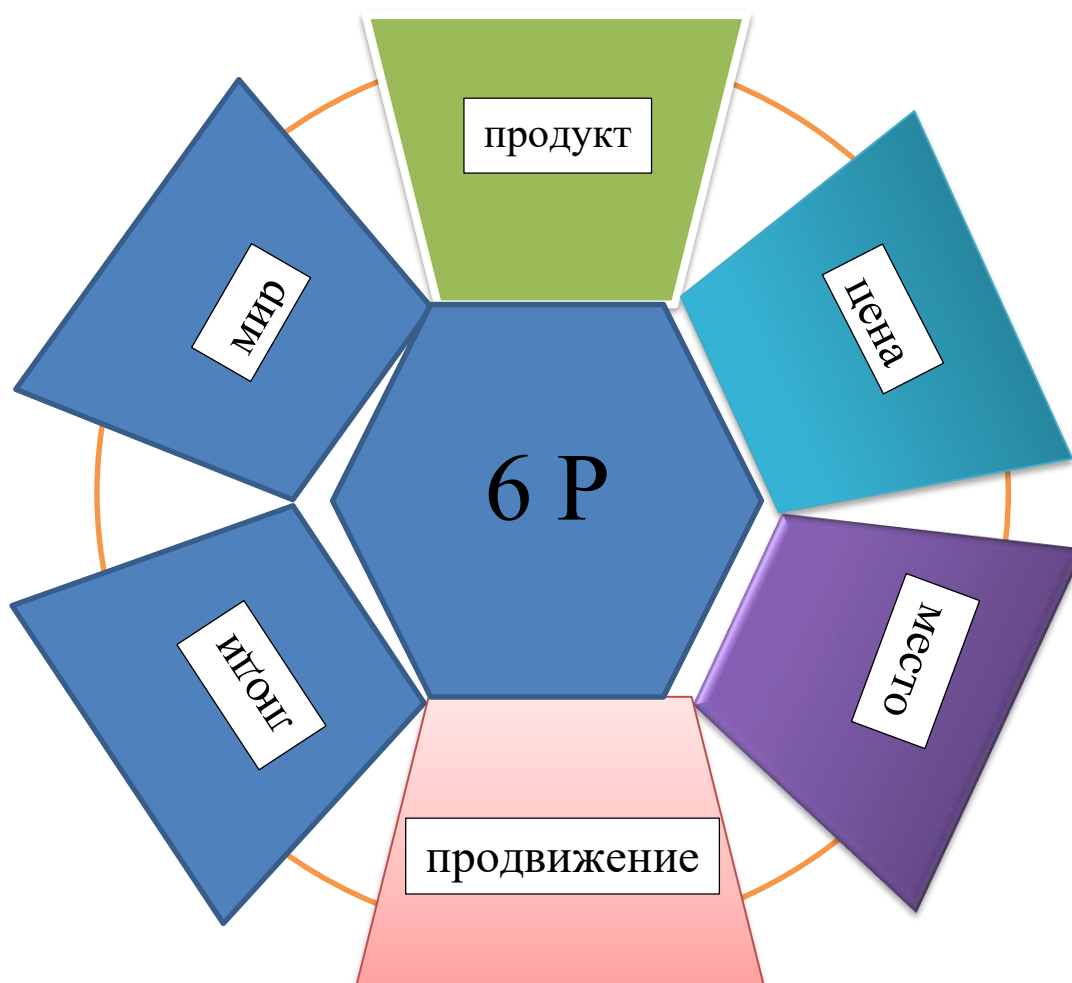 продукт
цена
место
продвижение
люди
мир
6 Р